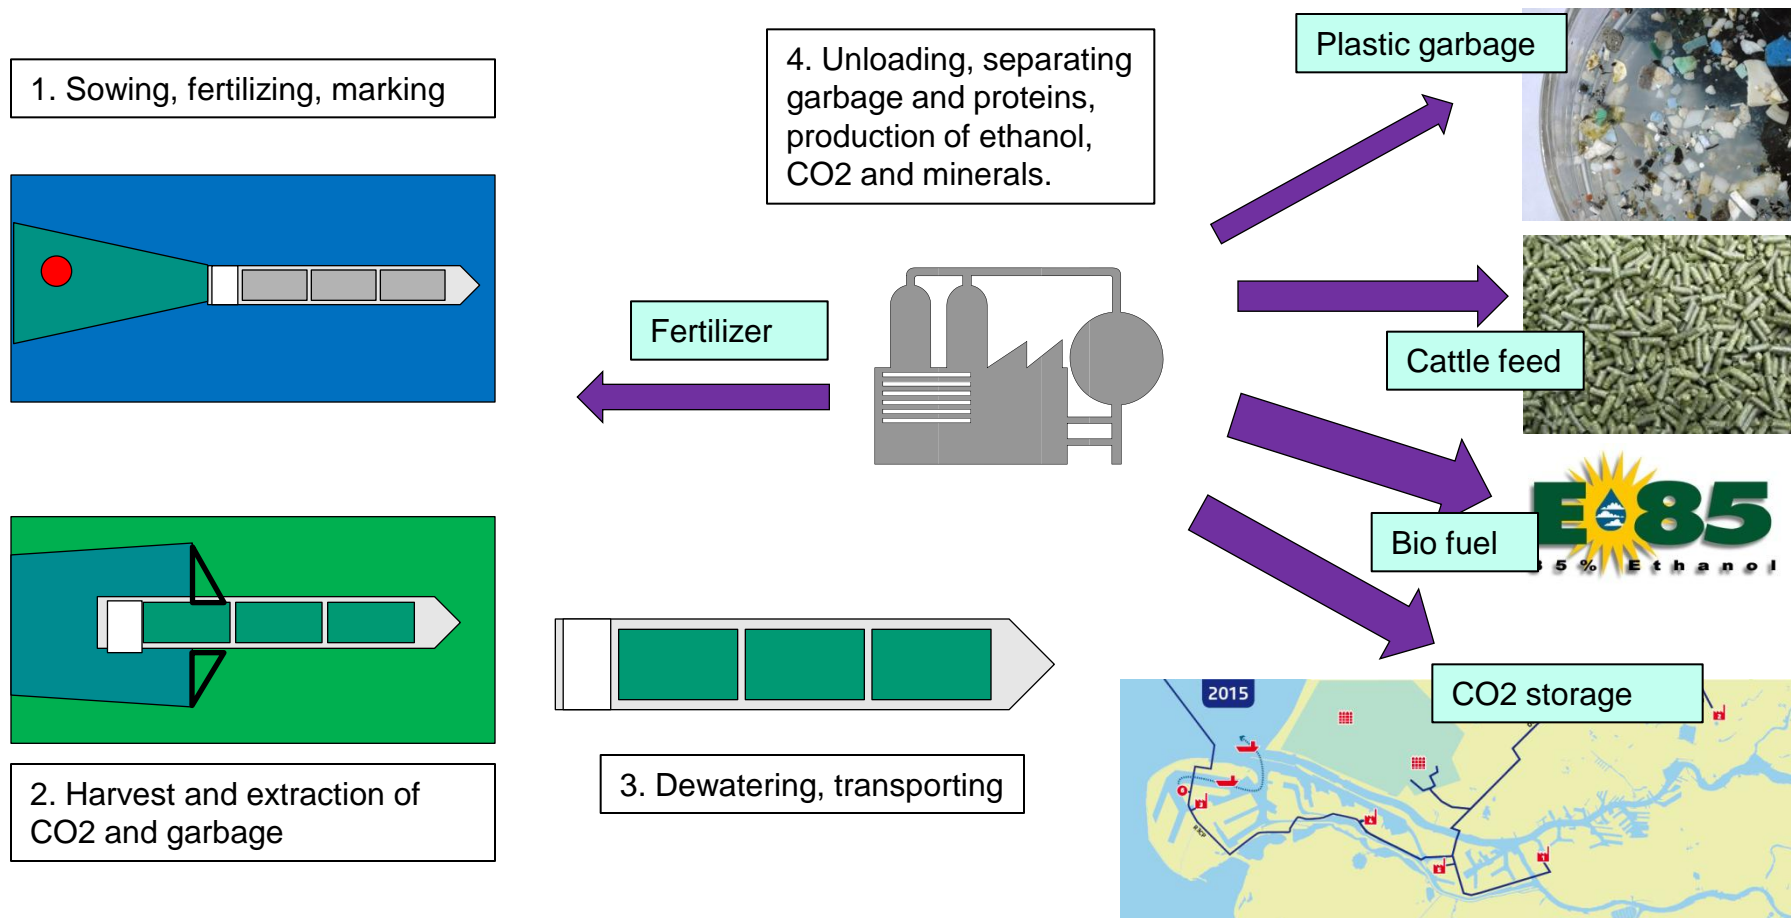 1. Sowing, fertilizing, marking
4. Unloading, separating
garbage and proteins,
production of ethanol,
CO2 and minerals.
Plastic garbage
Fertilizer
Cattle feed
Bio fuel
E85
85% Ethanol
CO2 storage
2015
2. Harvest and extraction of
CO2 and garbage
3. Dewatering, transporting